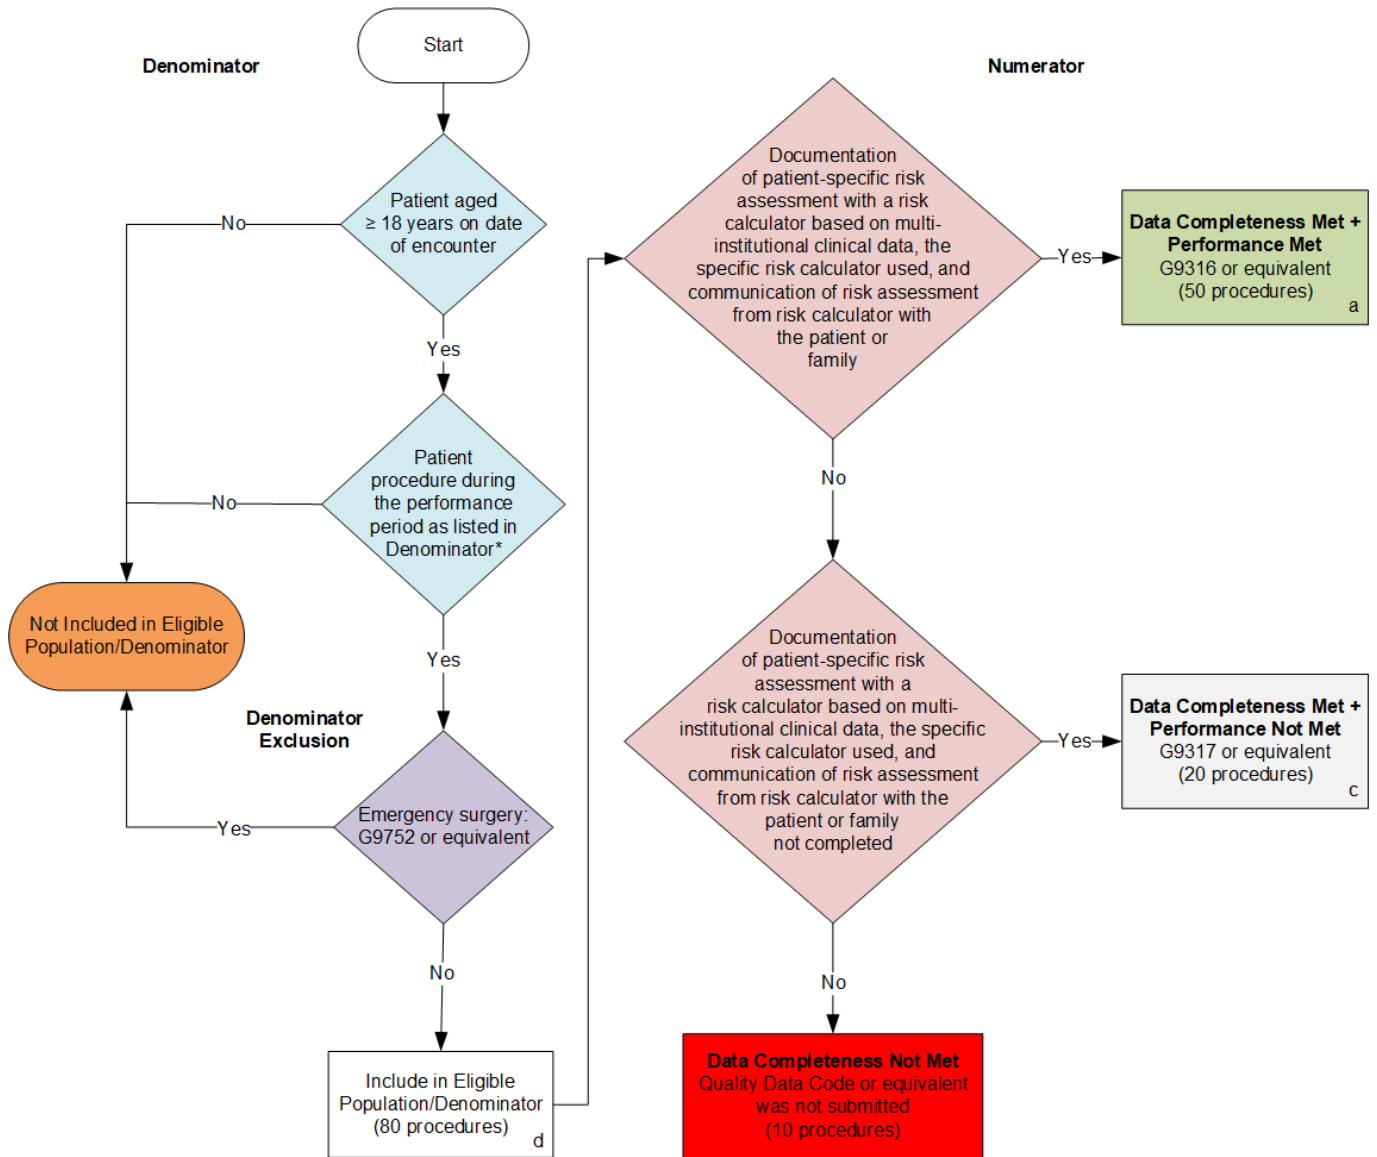 Start
Denominator
Numerator
Patient aged
≥ 18 years on date
of encounter
No
Yes
Patient
procedure during
the performance
period as listed in
Denominator*
No
Not Included in Eligible
Population/Denominator
Yes
Denominator
Exclusion
Emergency surgery:
G9752 or equivalent
Yes
No
Include in Eligible
Population/Denominator
(80 procedures)
d
Documentation
of patient-specific risk
assessment with a risk
calculator based on multi-
institutional clinical data, the
specific risk calculator used, and
communication of risk assessment
from risk calculator with
the patient or
family
Yes
Data Completeness Met +
Performance Met
G9316 or equivalent
(50 procedures)
a
No
Documentation
of patient-specific risk
assessment with a
risk calculator based on multi-
institutional clinical data, the specific
risk calculator used, and
communication of risk assessment
from risk calculator with the
patient or family
not completed
Yes
Data Completeness Met +
Performance Not Met
G9317 or equivalent
(20 procedures)
c
No
Data Completeness Not Met
Quality Data Code or equivalent
was not submitted
(10 procedures)